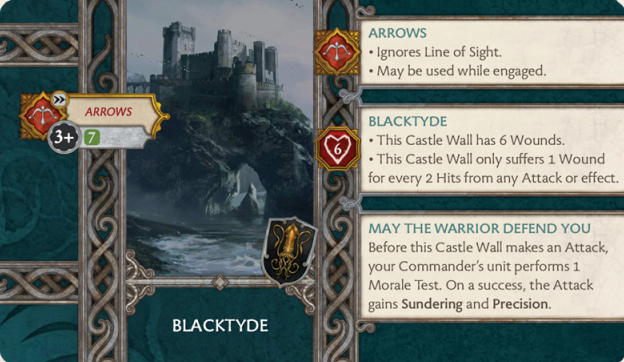 ARROWS
3+ 7
BLACKTYDE
ARROWS
• Ignores Line of Sight.
• May be used while engaged.
6
BLACKTYDE
• This Castle Wall has 6 Wounds.
• This Castle Wall only suffers 1 Wound
for every 2 Hits from any Attack or effect.
MAY THE WARRIOR DEFEND YOU
Before this Castle Wall makes an Attack,
your Commander's unit performs 1
Morale Test. On a success, the Attack
gains Sundering and Precision.